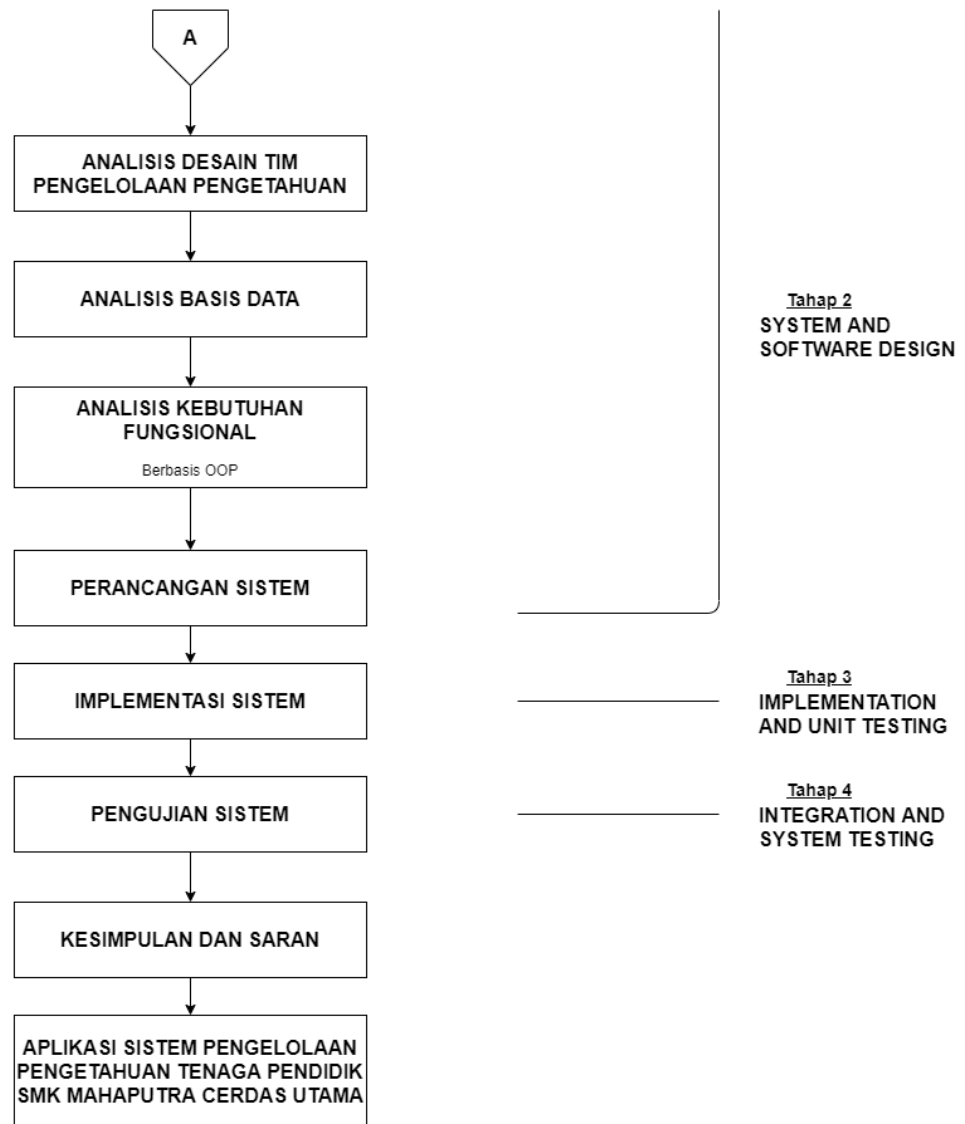 A
ANALISIS DESAIN TIM
PENGELOLAAN PENGETAHUAN
ANALISIS BASIS DATA
ANALISIS KEBUTUHAN
FUNGSIONAL
Berbasis OOP
PERANCANGAN SISTEM
IMPLEMENTASI SISTEM
PENGUJIAN SISTEM
KESIMPULAN DAN SARAN
APLIKASI SISTEM PENGELOLAAN
PENGETAHUAN TENAGA PENDIDIK
SMK MAHAPUTRA CERDAS UTAMA
Tahap 2
SYSTEM AND
SOFTWARE DESIGN
Tahap 3
IMPLEMENTATION
AND UNIT TESTING
Tahap 4
INTEGRATION AND
SYSTEM TESTING